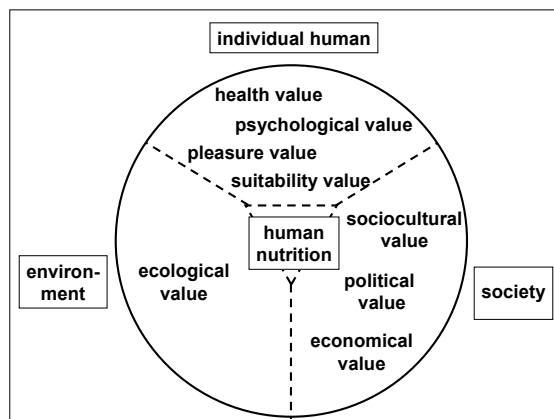 individual human
health value
psychological value
pleasure value
suitability value
human
nutrition
sociocultural
value
environ-
ment
ecological
value
political
value
society
economical
value